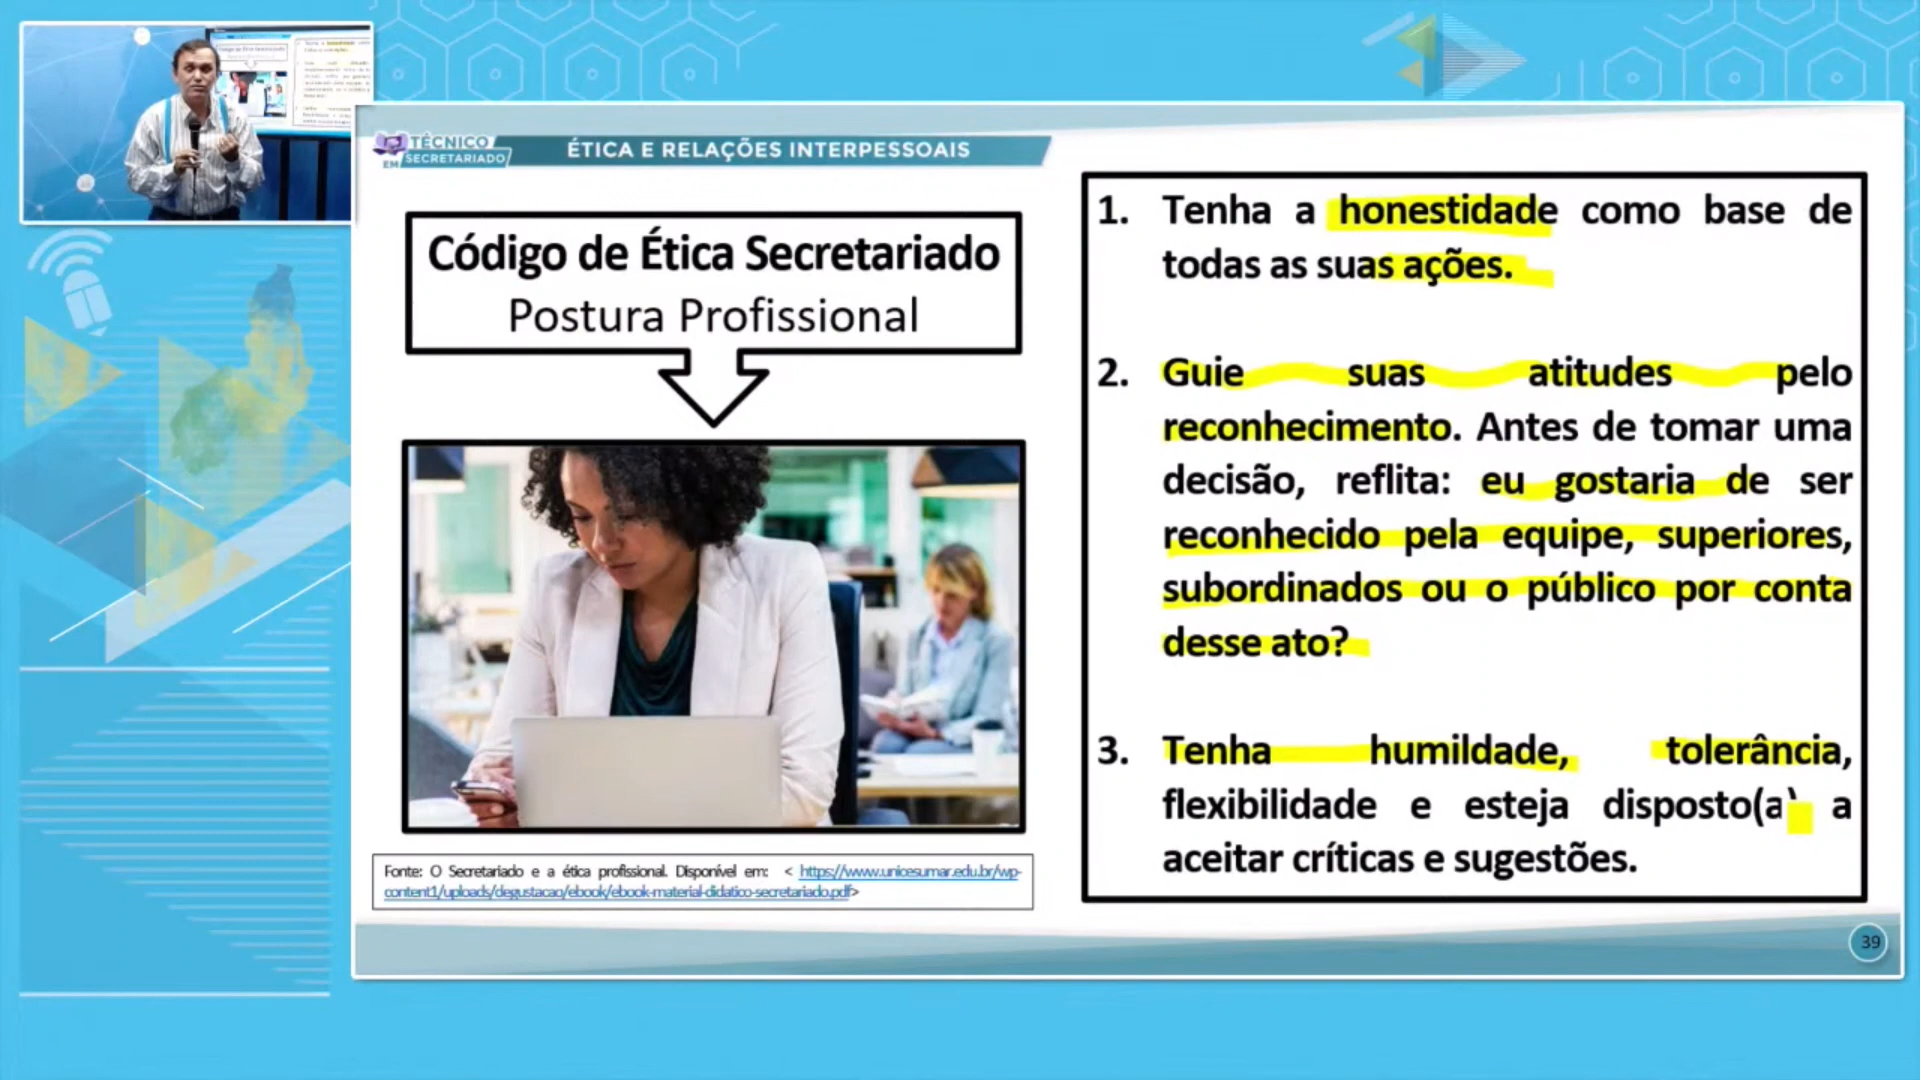 TÉCNICO
EM SECRETARIADO
ÉTICA E RELAÇÕES INTERPESSOAIS
Código de Ética Secretariado
Postura Profissional
1. Tenha a honestidade como base de
todas as suas ações.
2. Guie suas atitudes pelo
reconhecimento. Antes de tomar uma
decisão, reflita: eu gostaria de ser
reconhecido pela equipe, superiores,
subordinados ou o público por conta
desse ato?
3. Tenha humildade, tolerância,
flexibilidade e esteja disposto(a) a
aceitar críticas e sugestões.
Fonte: O Secretariado e a ética profissional. Disponível em: < https://www.unicesumar.edu.br/wp-
content1/uploads/degustacao/ebook/ebook-material-didatico-secretariado.pdf>
39